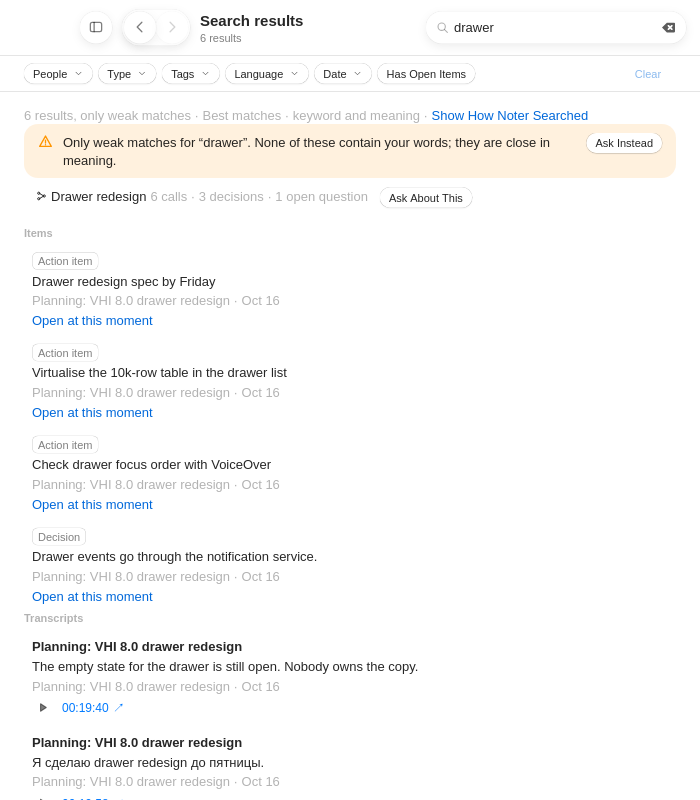 Search results
6 results
drawer
People
Type
Tags
Language
Date
Has Open Items
Clear
6 results, only weak matches · Best matches · keyword and meaning · Show How Noter Searched
Only weak matches for “drawer”. None of these contain your words; they are close in
meaning.
Ask Instead
Drawer redesign 6 calls · 3 decisions · 1 open question
Ask About This
Items
Action item
Drawer redesign spec by Friday
Planning: VHI 8.0 drawer redesign · Oct 16
Open at this moment
Action item
Virtualise the 10k-row table in the drawer list
Planning: VHI 8.0 drawer redesign · Oct 16
Open at this moment
Action item
Check drawer focus order with VoiceOver
Planning: VHI 8.0 drawer redesign · Oct 16
Open at this moment
Decision
Drawer events go through the notification service.
Planning: VHI 8.0 drawer redesign · Oct 16
Open at this moment
Transcripts
Planning: VHI 8.0 drawer redesign
The empty state for the drawer is still open. Nobody owns the copy.
Planning: VHI 8.0 drawer redesign · Oct 16
00:19:40
Planning: VHI 8.0 drawer redesign
Я сделаю drawer redesign до пятницы.
Planning: VHI 8.0 drawer redesign · Oct 16